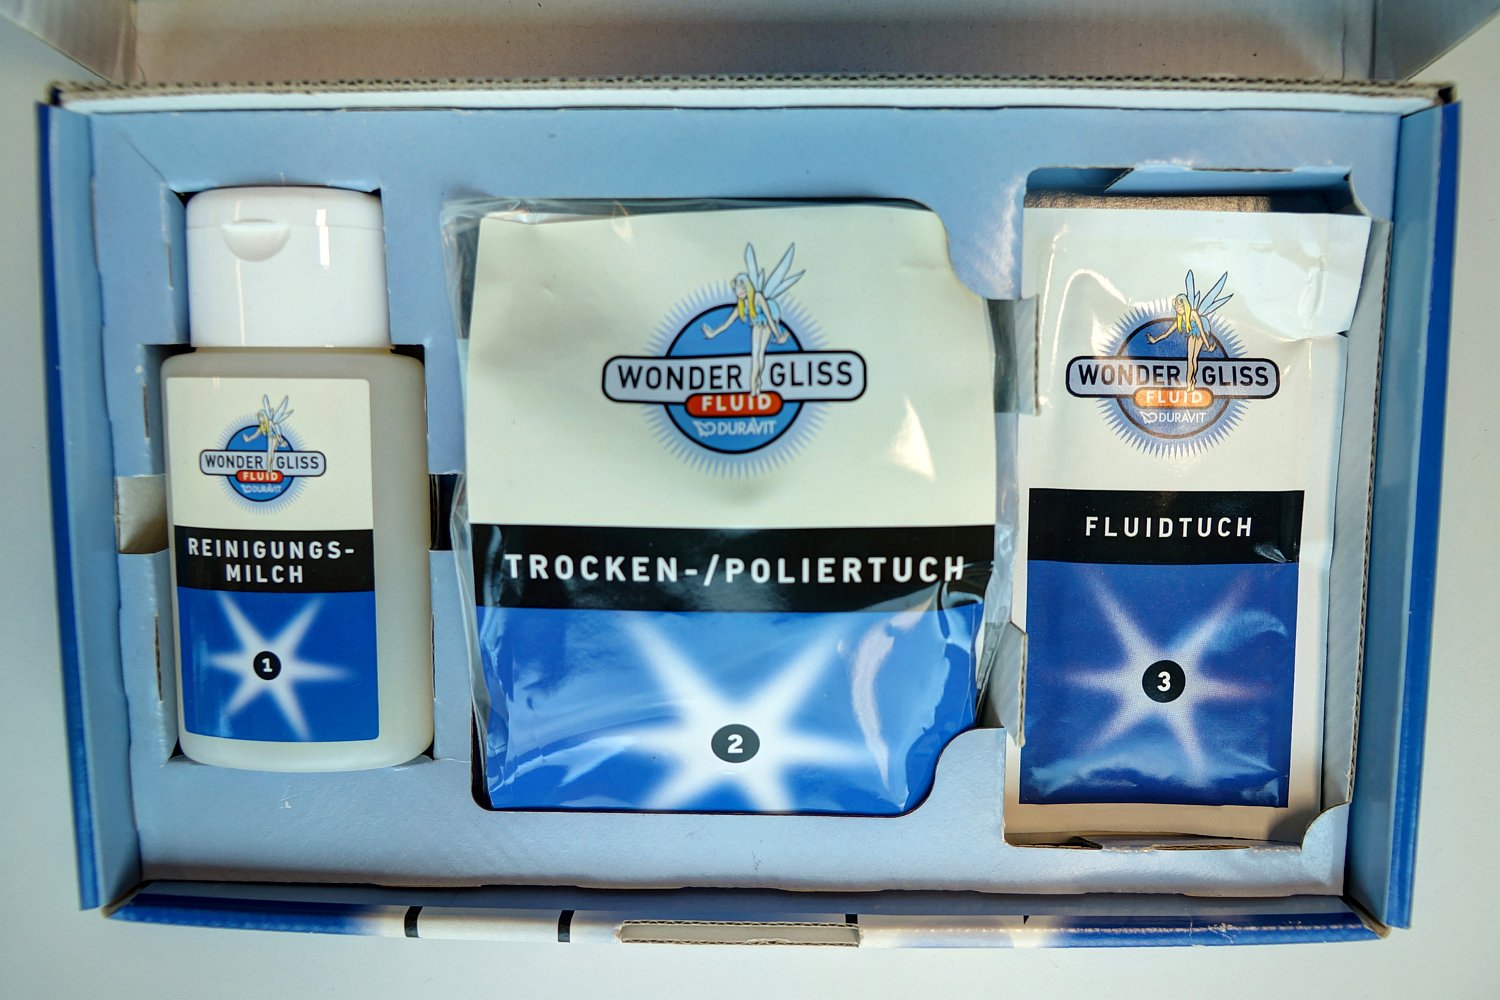 WONDER GLISS
FLUID
DURAVIT
REINIGUNGS-
MILCH
1
WONDER GLISS
FLUID
DURAVIT
TROCKEN-/POLIERTUCH
2
WONDER GLISS
FLUID
DURAVIT
FLUIDTUCH
3